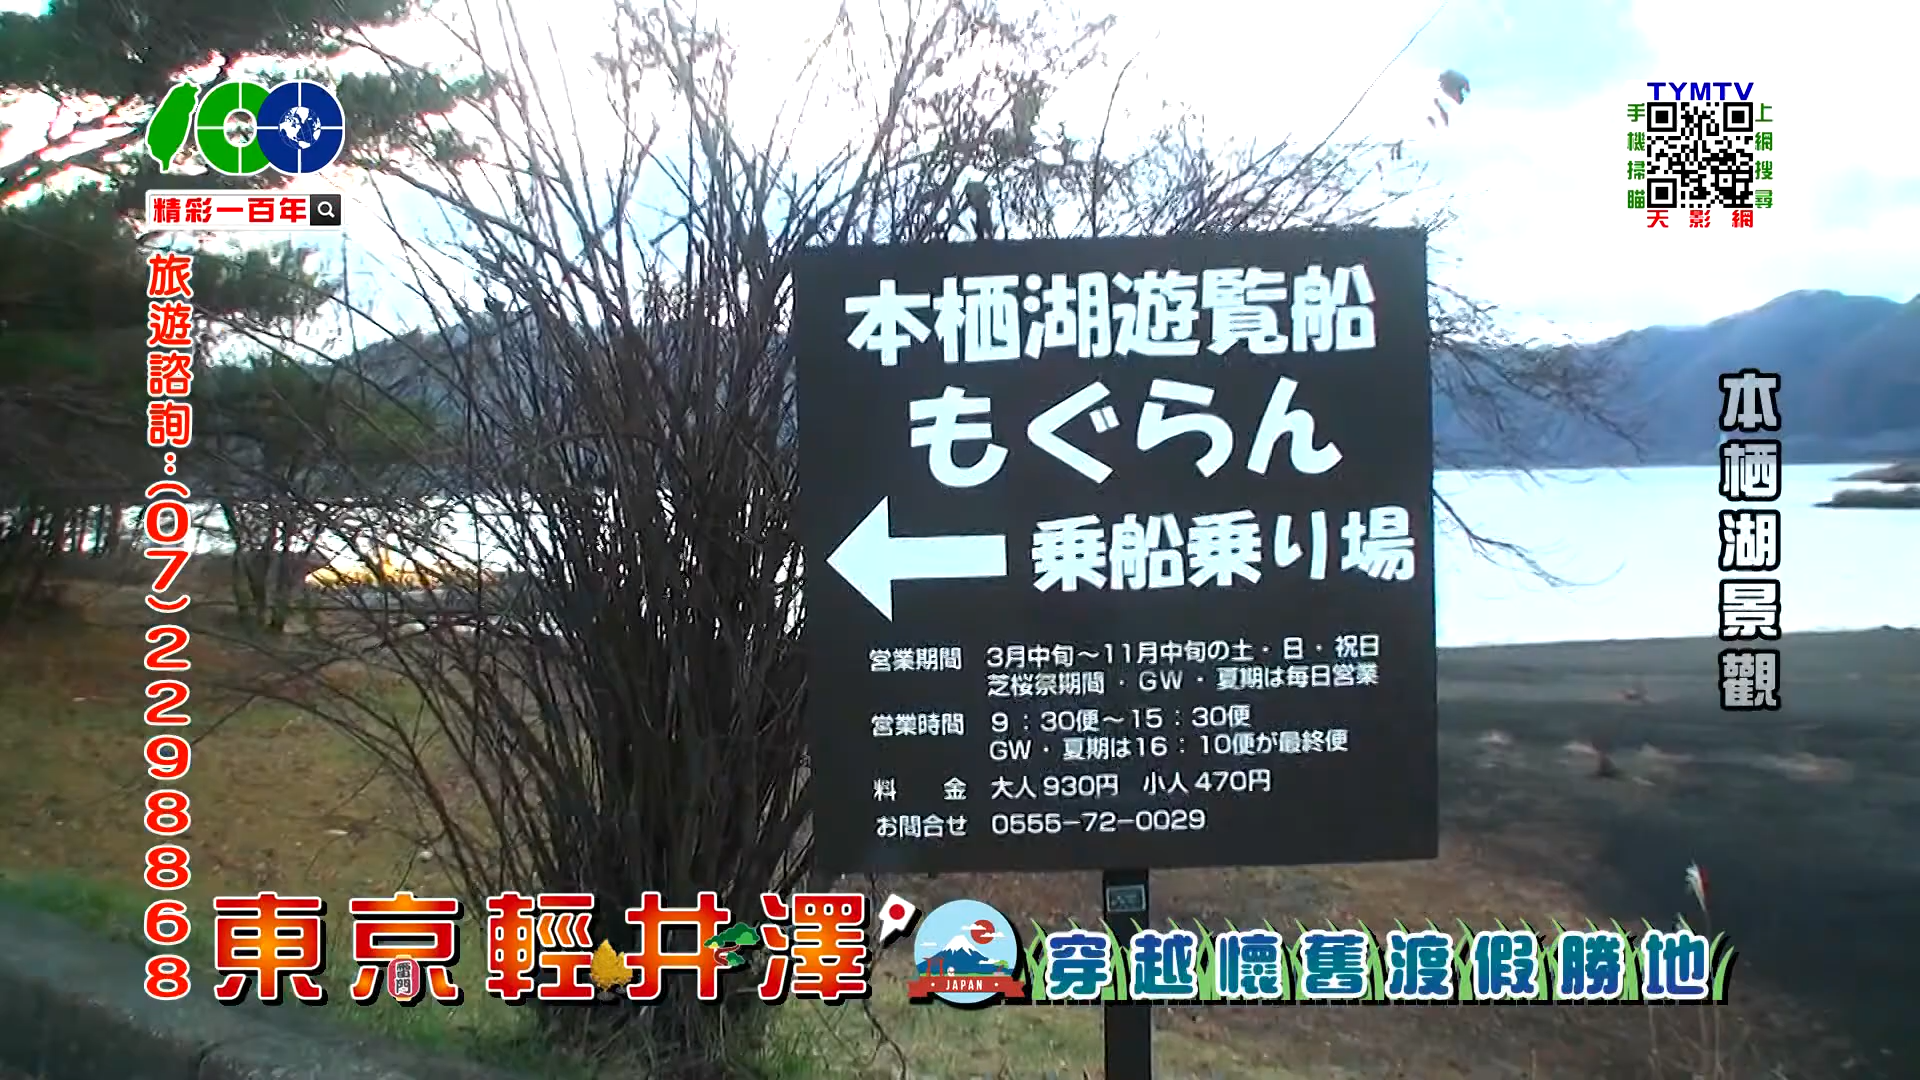 精彩一百年
旅遊諮詢:(07)2298868
TYMTV
手機掃瞄
上網搜尋
天影網
本栖湖遊覧船
もぐらん
乗船乗り場
営業期間 3月中旬～11月中旬の土・日・祝日
芝桜祭期間・GW・夏期は毎日営業
営業時間 9：30便～15：30便
GW・夏期は16：10便が最終便
料 金 大人930円 小人470円
お問合せ 0555-72-0029
本栖湖景觀
東京輕井澤
雷門
JAPAN
穿越懷舊渡假勝地